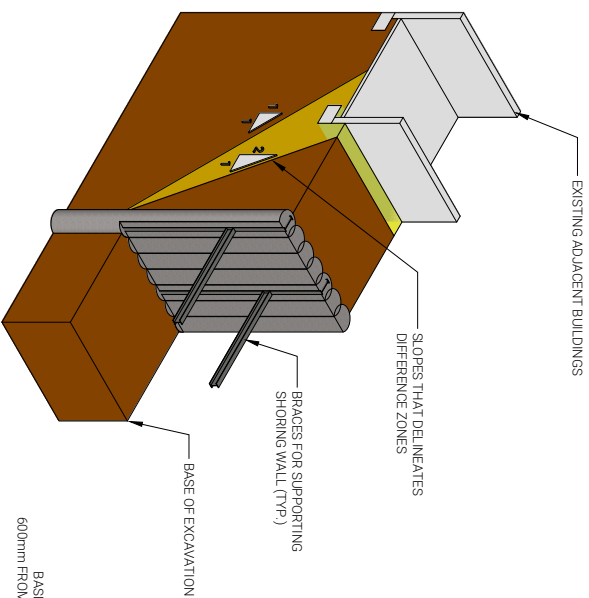 EXISTING ADJACENT BUILDINGS
SLOPES THAT DELINEATES
DIFFERENCE ZONES
BRACES FOR SUPPORTING
SHORING WALL (TYP.)
BASE OF EXCAVATION
1
1
2
1
600mm